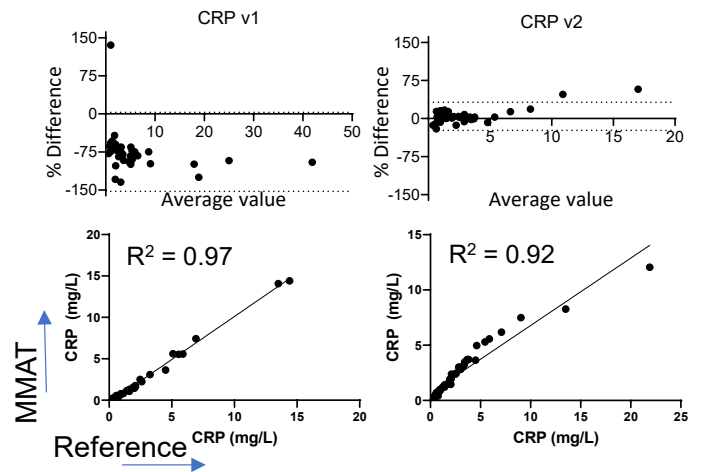 CRP v1
150
75
0
-75
-150
% Difference
10 20 30 40 50
Average value
CRP v2
150
75
0
-75
-150
% Difference
5 10 15 20
Average value
R² = 0.97
20
15
10
5
0
CRP (mg/L)
0 5 10 15 20
CRP (mg/L)
R² = 0.92
15
10
5
0
CRP (mg/L)
0 5 10 15 20 25
CRP (mg/L)
MMAT
Reference